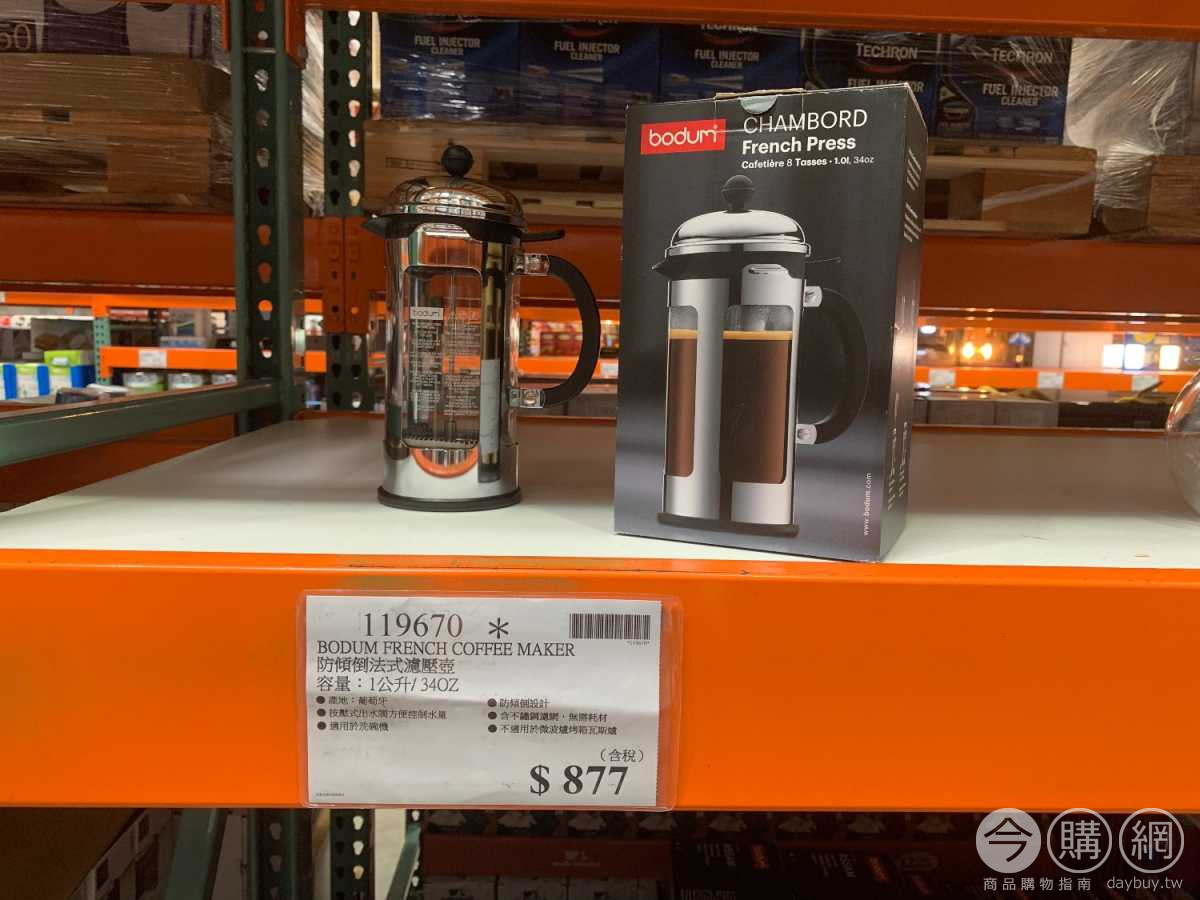 FUEL INJECTOR
CLEANER
FUEL INJECTOR
CLEANER
FUEL INJECTOR
CLEANER
TECHRON
TECHRON
FUEL INJECTOR
CLEANER
bodum
CHAMBORD
French Press
Cafetière 8 Tasses • 1.0l, 34oz
bodum
www.bodum.com
119670 *
BODUM FRENCH COFFEE MAKER
防傾倒法式濾壓壺
容量：1公升/ 34OZ
● 產地：葡萄牙
● 按壓式出水閥方便控制水量
● 適用於洗碗機
● 防傾倒設計
● 含不鏽鋼濾網，無需耗材
● 不適用於微波爐烤箱瓦斯爐
（含稅）
$ 877
今購網
商品購物指南 daybuy.tw